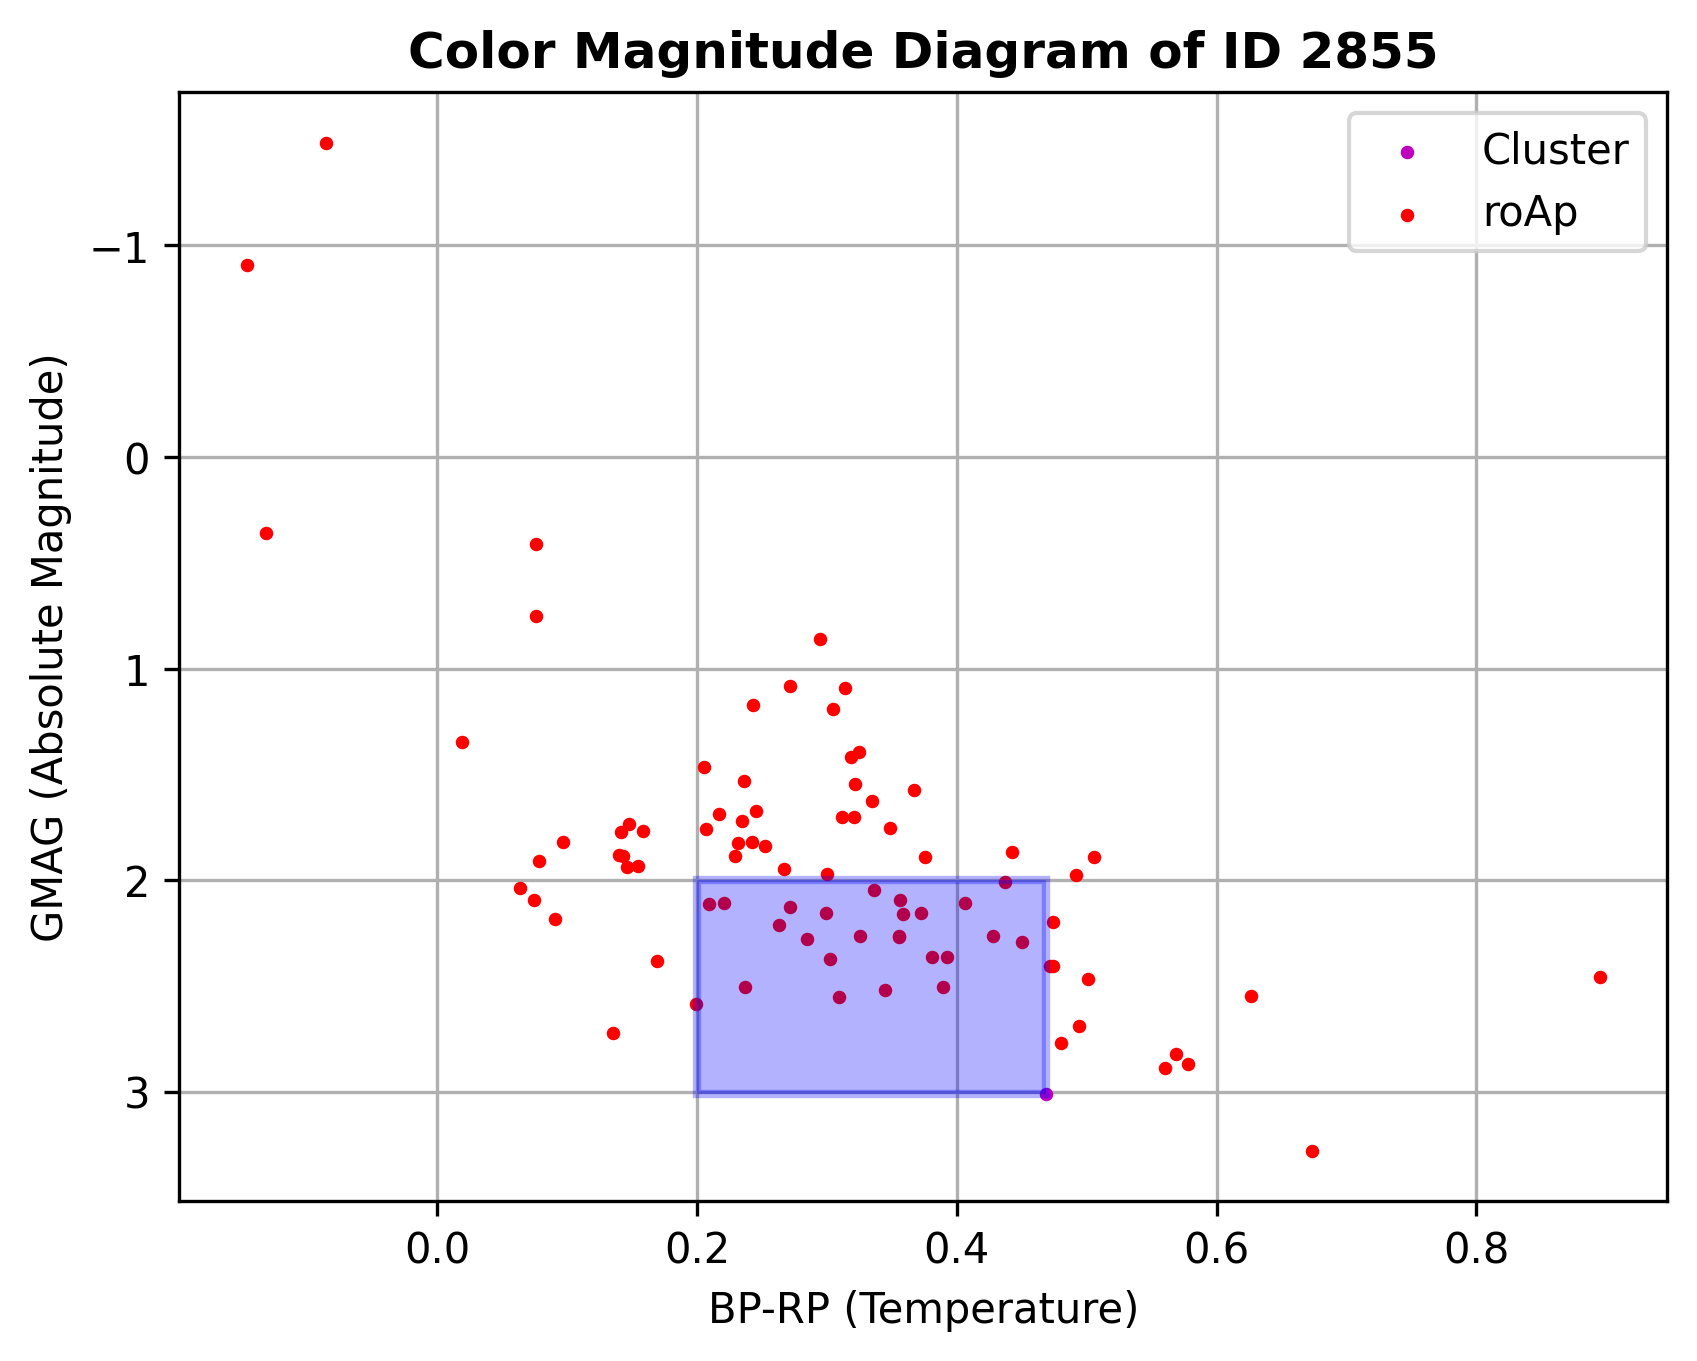 Color Magnitude Diagram of ID 2855
Cluster
roAp
GMAG (Absolute Magnitude)
−1
0
1
2
3
0.0 0.2 0.4 0.6 0.8
BP-RP (Temperature)